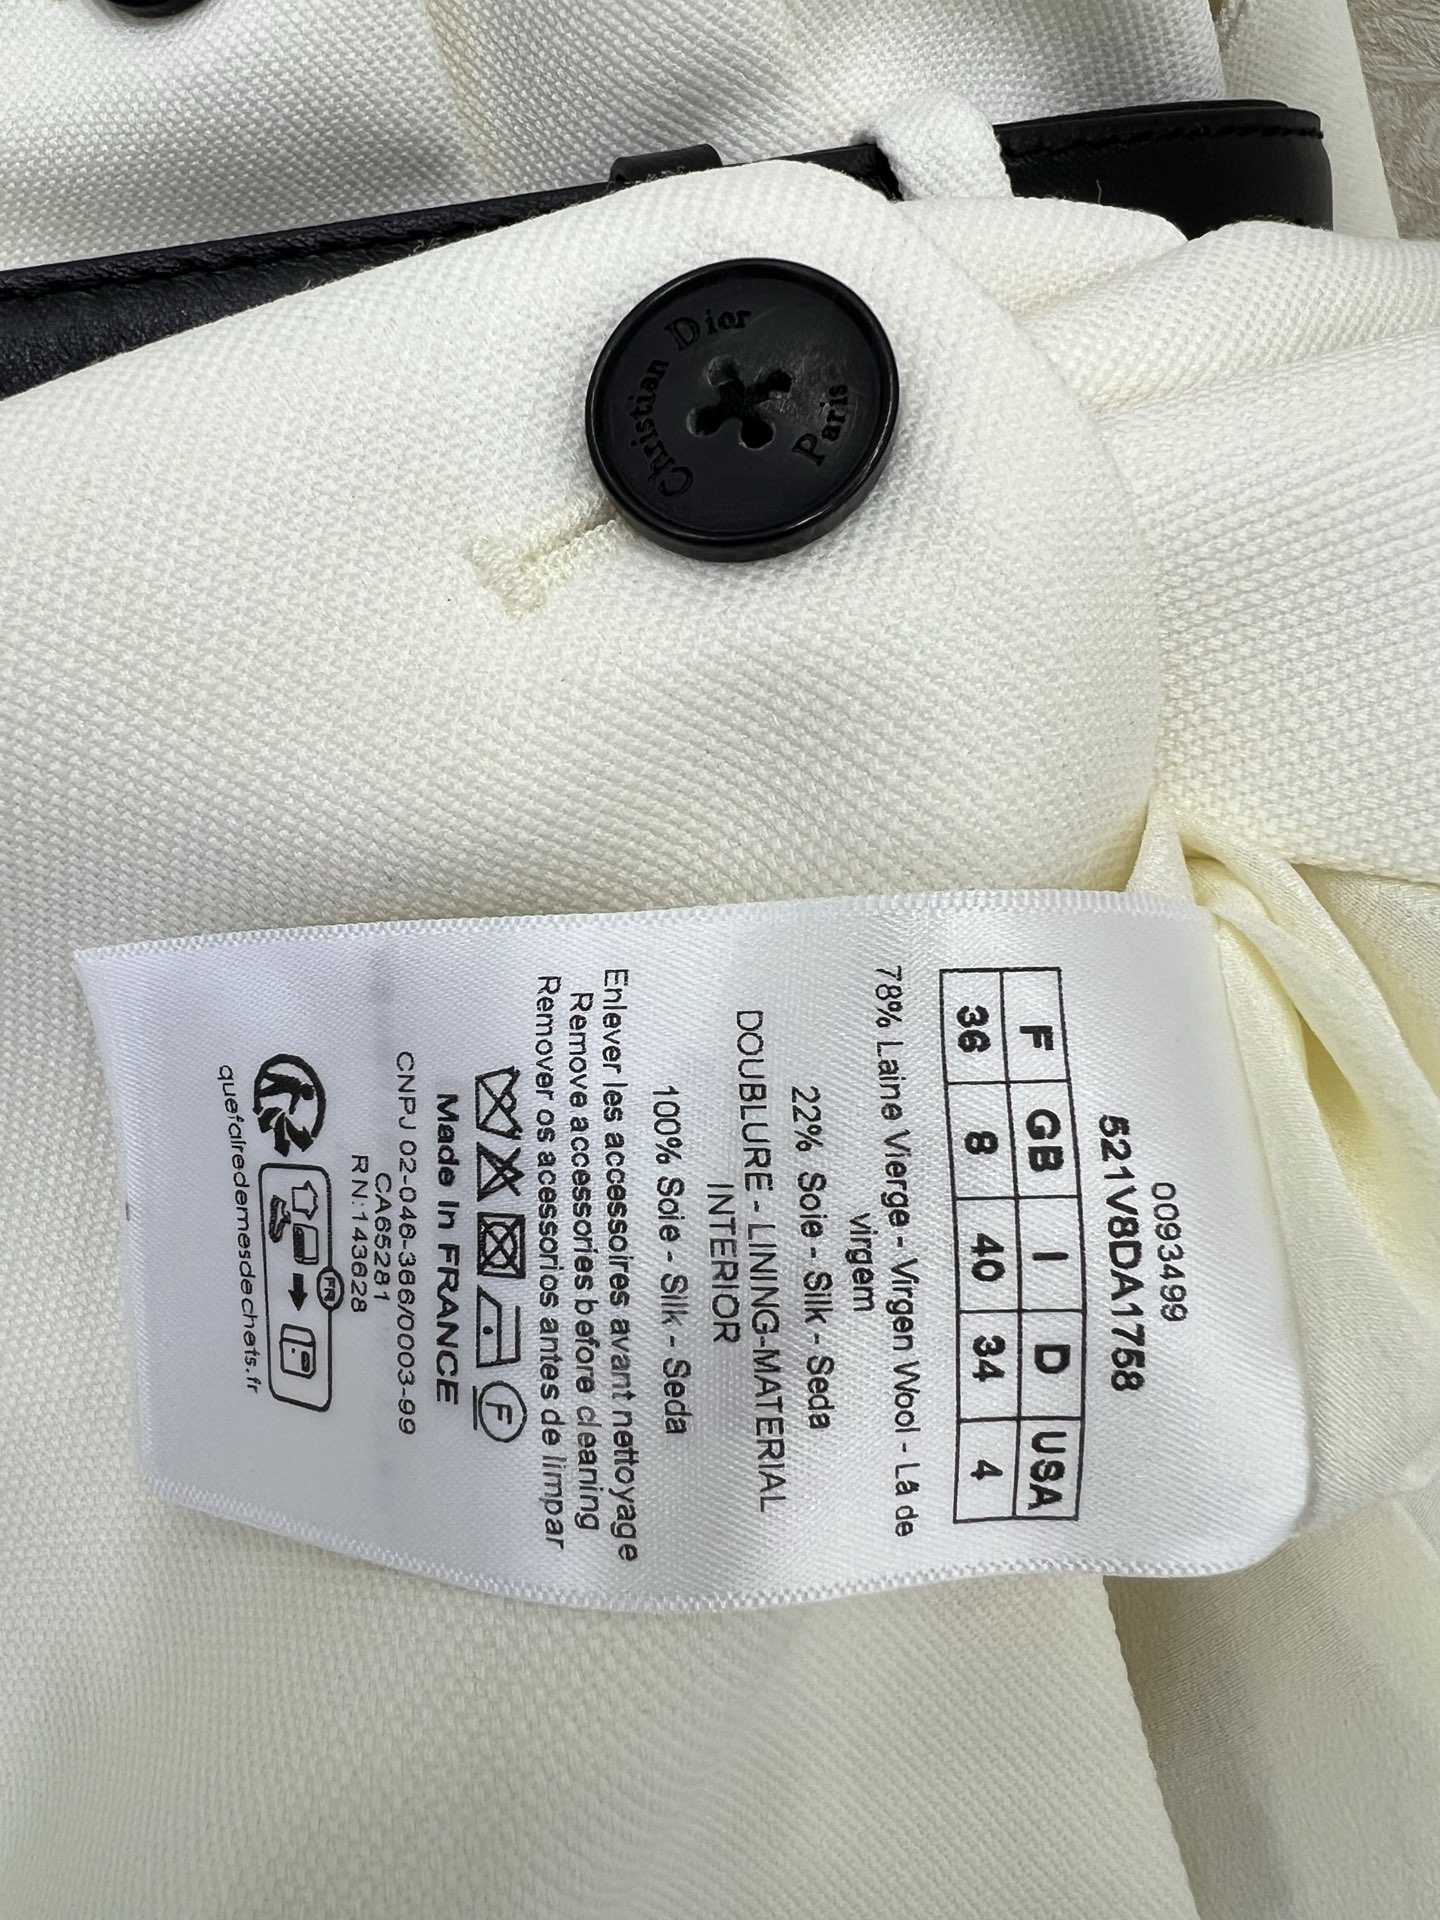 Christian Dior
Paris
0093499
521V8DA1758
F GB I D USA
36 8 40 34 4
78% Laine Vierge - Virgen Wool - Lã de
virgem
22% Soie - Silk - Seda
DOUBLURE - LINING-MATERIAL
INTERIOR
100% Soie - Silk - Seda
Enlever les accessoires avant nettoyage
Remove accessories before cleaning
Remover os acessorios antes de limpar
F
Made In FRANCE
CNPJ 02-046-366/0003-99
CA65281
RN:143628
FR
quefairedemesdechets.fr